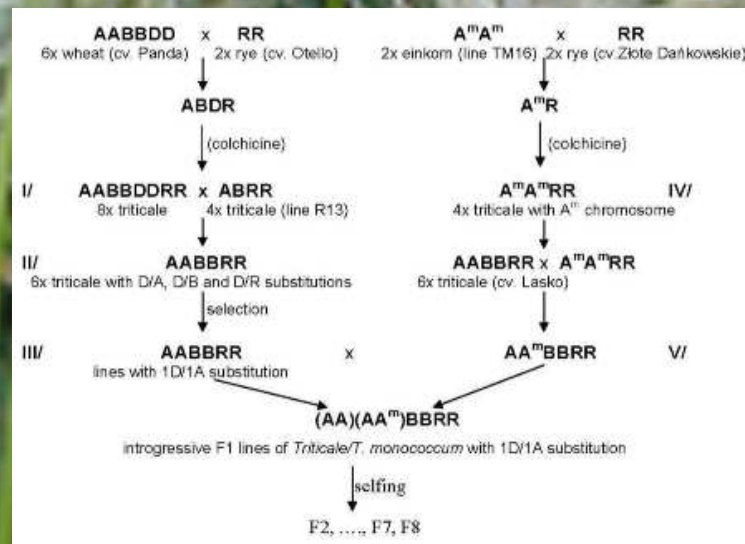 AABBDD x RR AᵐAᵐ x RR
6x wheat (cv. Panda) 2x rye (cv. Otello) 2x einkorn (line TM16) 2x rye (cv.Złote Dańkowskie)
ABDR AᵐR
(colchicine) (colchicine)
I/ AABBDDRR x ABRR AᵐAᵐRR IV/
8x triticale 4x triticale (line R13) 4x triticale with Aᵐ chromosome
II/ AABBRR AABBRR x AᵐAᵐRR
6x triticale with D/A, D/B and D/R substitutions 6x triticale (cv. Lasko)
selection
III/ AABBRR x AAᵐBBRR V/
lines with 1D/1A substitution
(AA)(AAᵐ)BBRR
introgressive F1 lines of Triticale/T. monococcum with 1D/1A substitution
selfing
F2, ...., F7, F8